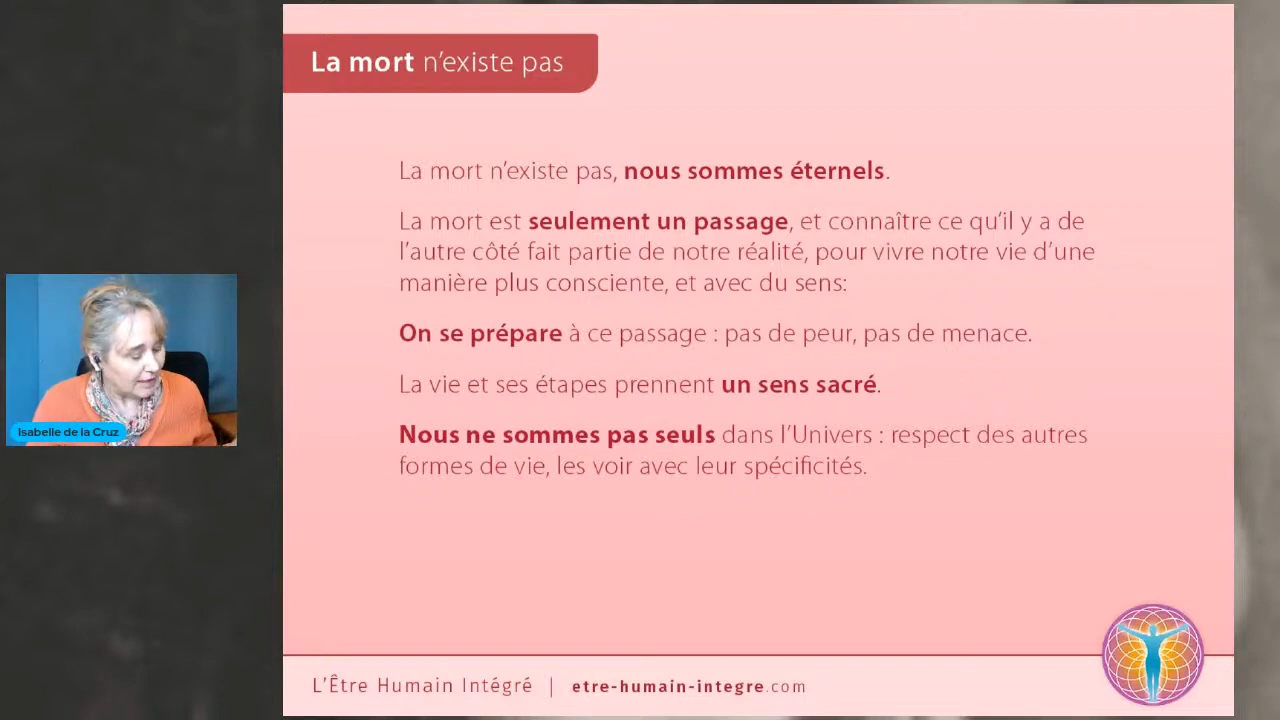 La mort n'existe pas
La mort n'existe pas, nous sommes éternels.
La mort est seulement un passage, et connaître ce qu'il y a de
l'autre côté fait partie de notre réalité, pour vivre notre vie d'une
manière plus consciente, et avec du sens:
On se prépare à ce passage : pas de peur, pas de menace.
La vie et ses étapes prennent un sens sacré.
Nous ne sommes pas seuls dans l'Univers : respect des autres
formes de vie, les voir avec leur spécificités.
Isabelle de la Cruz
L'Être Humain Intégré | etre-humain-integre.com